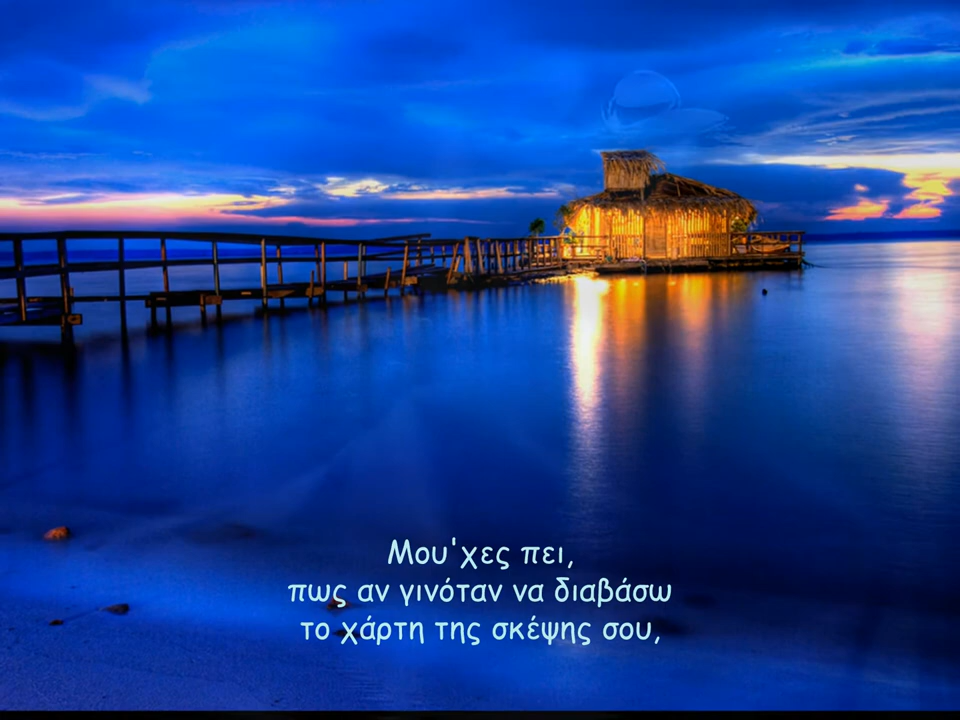 Μου'χες πει,
πως αν γινόταν να διαβάσω
το χάρτη της σκέψης σου,